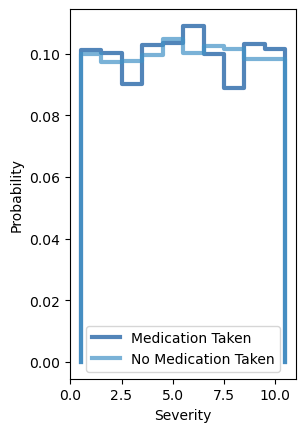 0.10
0.08
0.06
0.04
0.02
0.00
Probability
Medication Taken
No Medication Taken
0.0 2.5 5.0 7.5 10.0
Severity